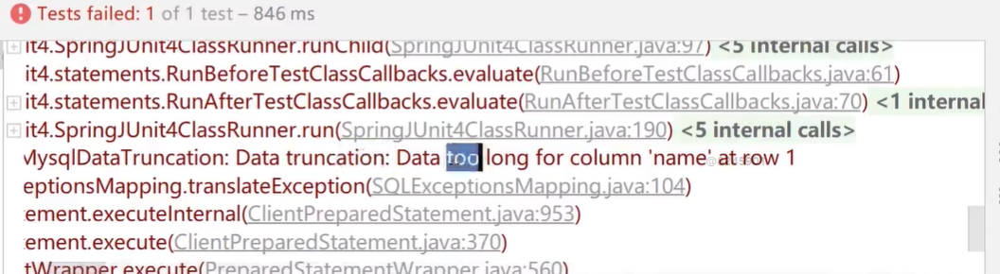 Tests failed: 1 of 1 test – 846 ms
it4.SpringJUnit4ClassRunner.runChild(SpringJUnit4ClassRunner.java:97) <5 internal calls>
it4.statements.RunBeforeTestClassCallbacks.evaluate(RunBeforeTestClassCallbacks.java:61)
it4.statements.RunAfterTestClassCallbacks.evaluate(RunAfterTestClassCallbacks.java:70) <1 internal
it4.SpringJUnit4ClassRunner.run(SpringJUnit4ClassRunner.java:190) <5 internal calls>
MysqlDataTruncation: Data truncation: Data too long for column 'name' at row 1
eptionsMapping.translateException(SQLExceptionsMapping.java:104)
ement.executeInternal(ClientPreparedStatement.java:953)
ement.execute(ClientPreparedStatement.java:370)
tWrapper.execute(PreparedStatementWrapper.java:560)